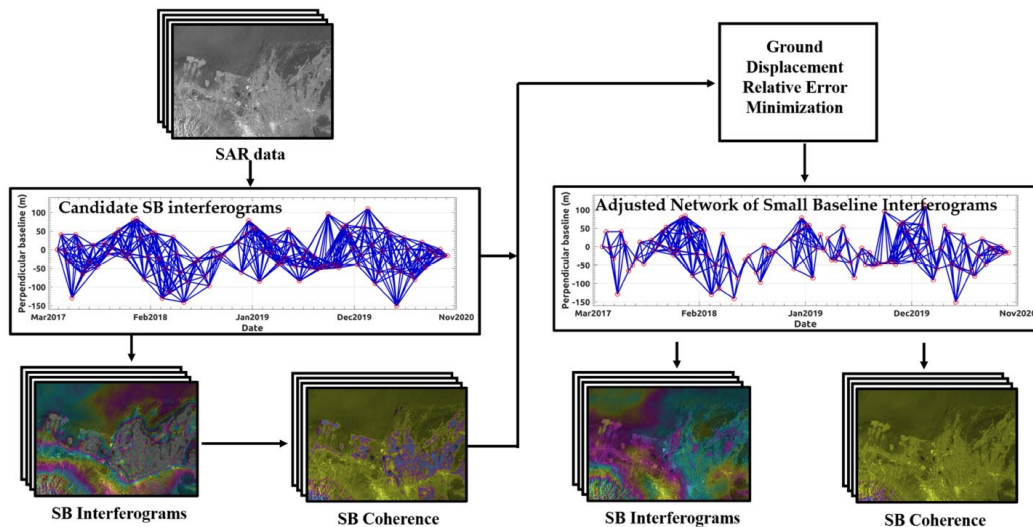 SAR data
Ground
Displacement
Relative Error
Minimization
Candidate SB interferograms
Perpendicular baseline (m)
100
50
0
-50
-100
-150
Mar2017
Feb2018
Jan2019
Dec2019
Nov2020
Date
Adjusted Network of Small Baseline Interferograms
Perpendicular baseline (m)
100
50
0
-50
-100
-150
Mar2017
Feb2018
Jan2019
Dec2019
Nov2020
Date
SB Interferograms
SB Coherence
SB Interferograms
SB Coherence